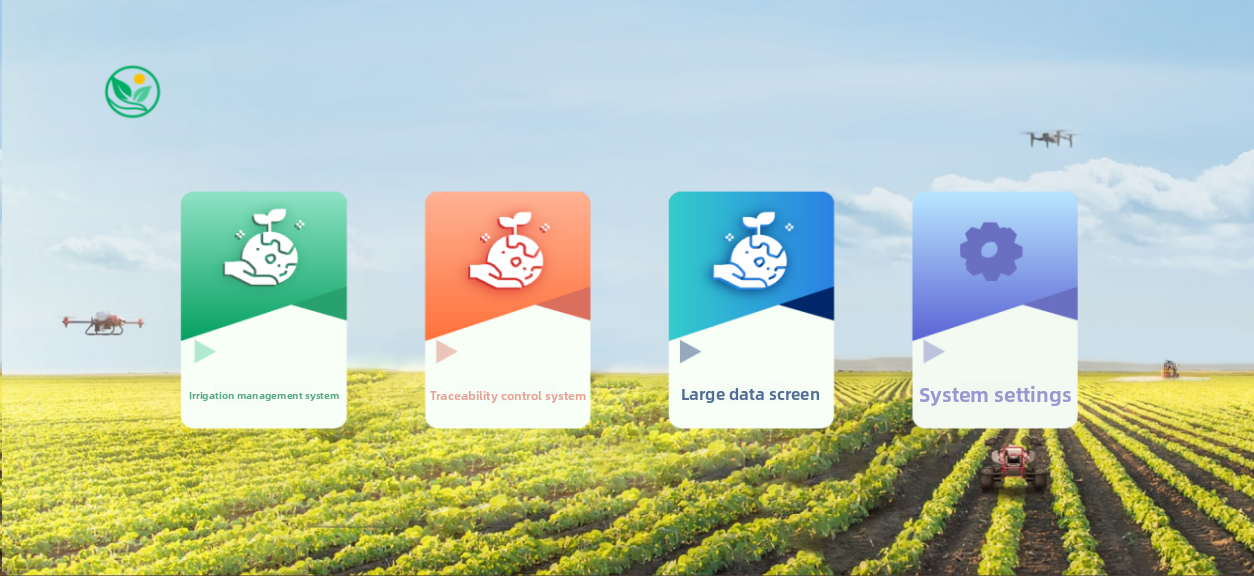 Irrigation management system
Traceability control system
Large data screen
System settings